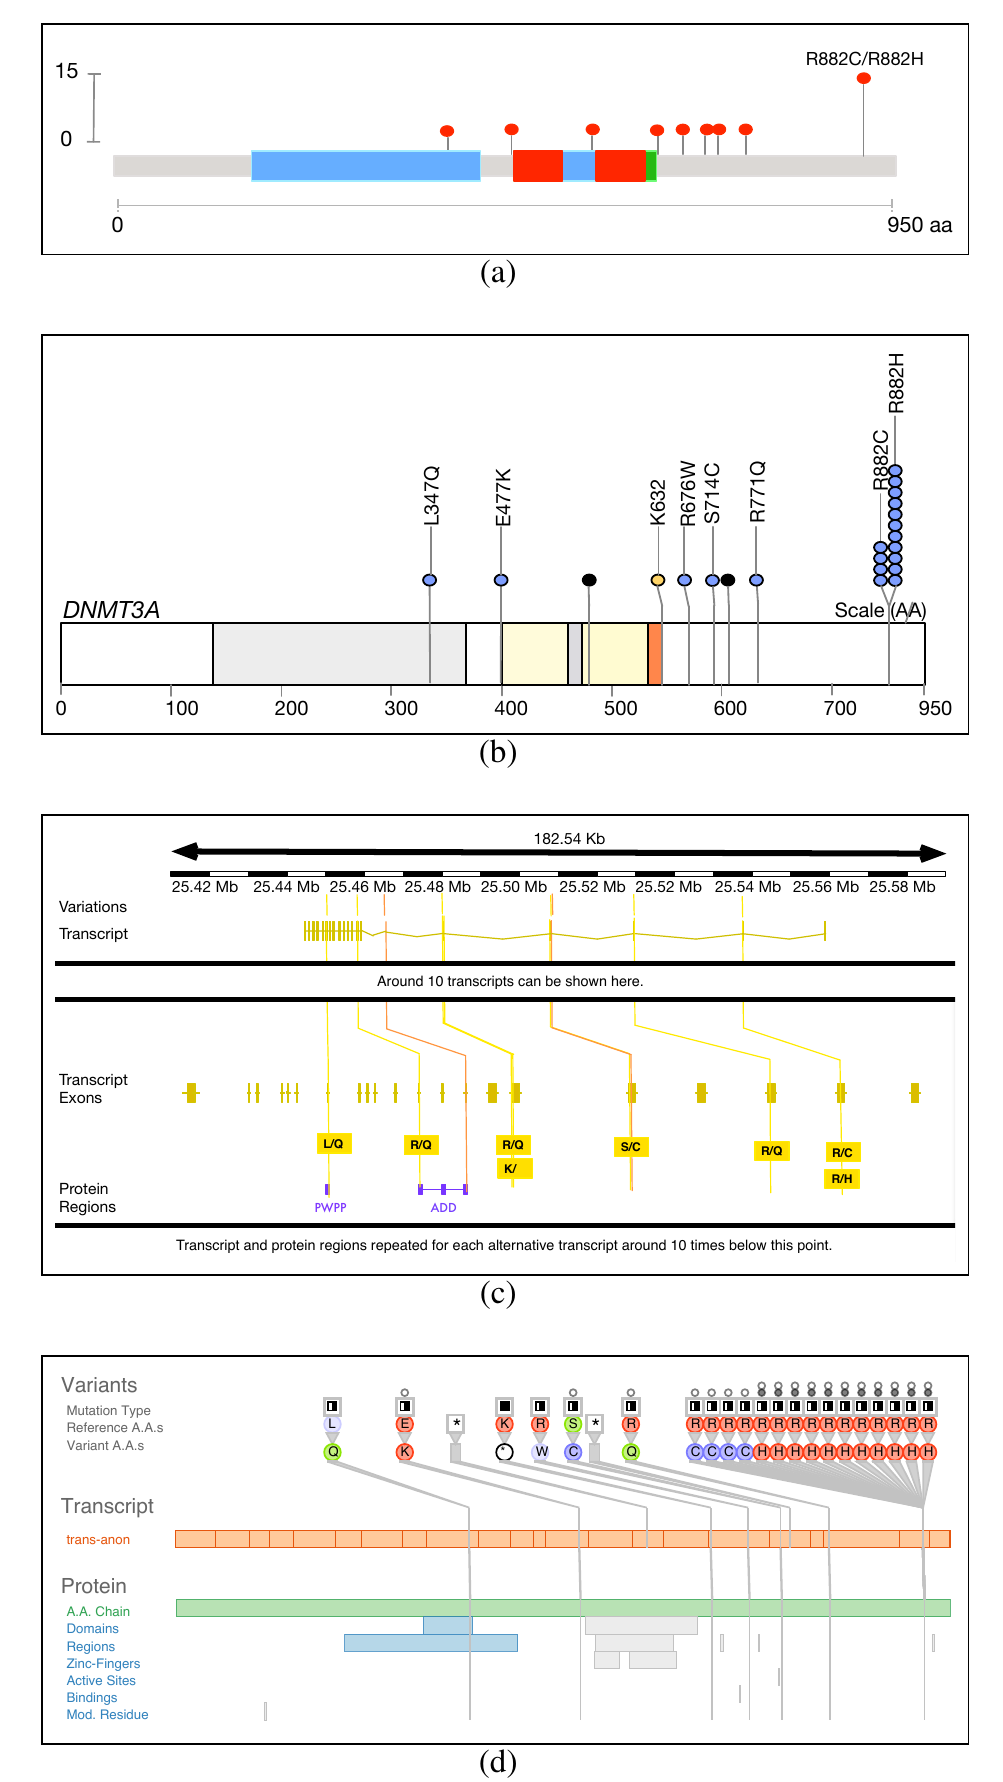 R882C/R882H
15
0
0
950 aa
(a)
L347Q
E477K
K632
R676W
S714C
R771Q
R882C
R882H
DNMT3A
Scale (AA)
0 100 200 300 400 500 600 700 950
(b)
182.54 Kb
25.42 Mb 25.44 Mb 25.46 Mb 25.48 Mb 25.50 Mb 25.52 Mb 25.52 Mb 25.54 Mb 25.56 Mb 25.58 Mb
Variations
Transcript
Around 10 transcripts can be shown here.
Transcript
Exons
L/Q R/Q R/Q S/C R/Q R/C
K/ R/H
Protein
Regions
PWPP ADD
Transcript and protein regions repeated for each alternative transcript around 10 times below this point.
(c)
Variants
Mutation Type
Reference A.A.s
L E * K R S * R R R R R R R R R R R R R R R R
Variant A.A.s
Q K * W C Q C C C C H H H H H H H H H H H
Transcript
trans-anon
Protein
A.A. Chain
Domains
Regions
Zinc-Fingers
Active Sites
Bindings
Mod. Residue
(d)